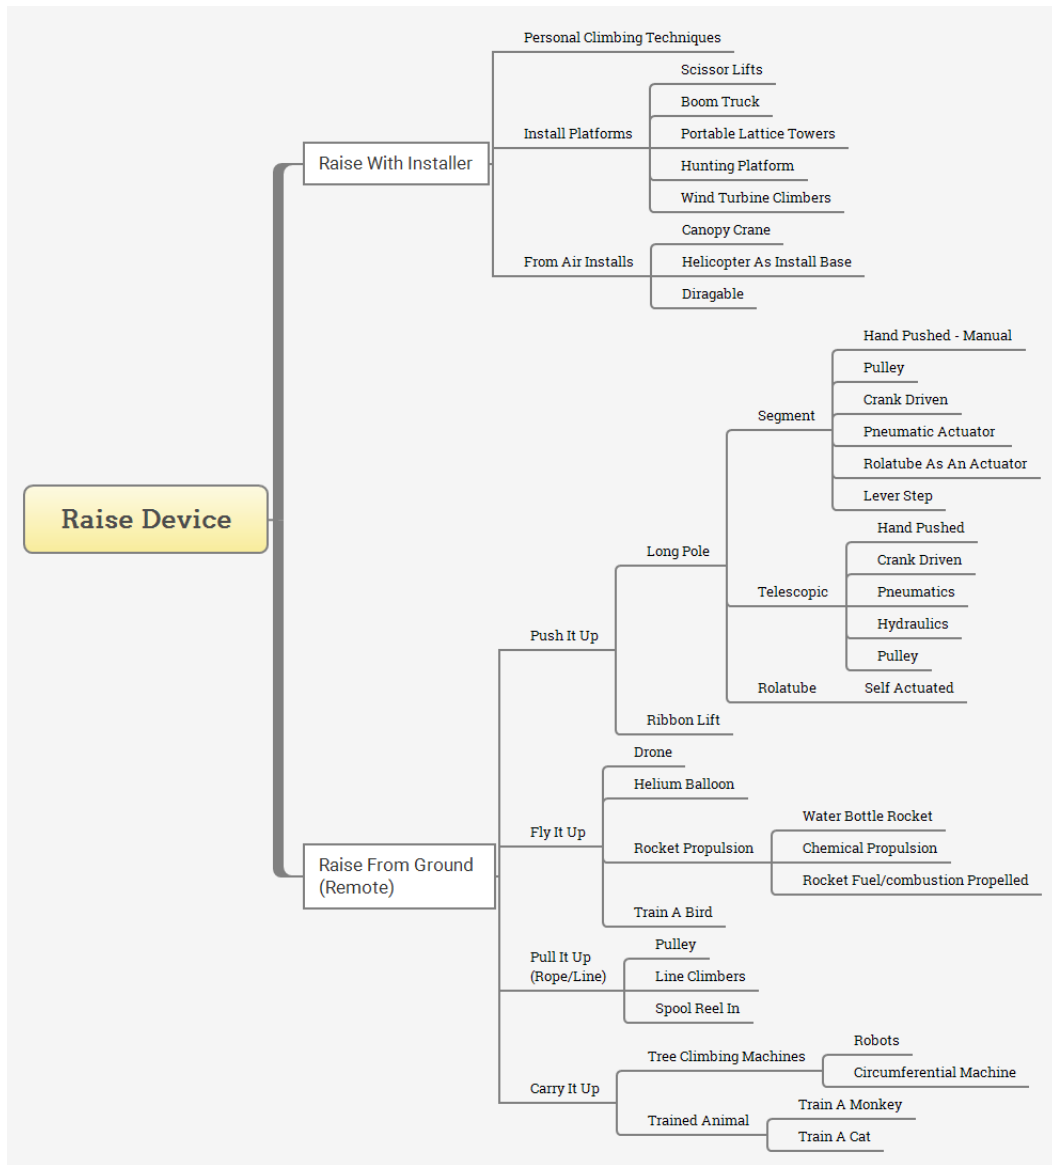 Personal Climbing Techniques
Scissor Lifts
Boom Truck
Install Platforms
Portable Lattice Towers
Hunting Platform
Wind Turbine Climbers
Raise With Installer
Canopy Crane
From Air Installs
Helicopter As Install Base
Diragable
Hand Pushed - Manual
Pulley
Crank Driven
Segment
Pneumatic Actuator
Rolatube As An Actuator
Lever Step
Raise Device
Hand Pushed
Long Pole
Crank Driven
Telescopic
Pneumatics
Hydraulics
Push It Up
Pulley
Rolatube
Self Actuated
Ribbon Lift
Drone
Helium Balloon
Water Bottle Rocket
Fly It Up
Rocket Propulsion
Chemical Propulsion
Raise From Ground
(Remote)
Rocket Fuel/combustion Propelled
Train A Bird
Pulley
Pull It Up
(Rope/Line)
Line Climbers
Spool Reel In
Robots
Tree Climbing Machines
Circumferential Machine
Carry It Up
Train A Monkey
Trained Animal
Train A Cat